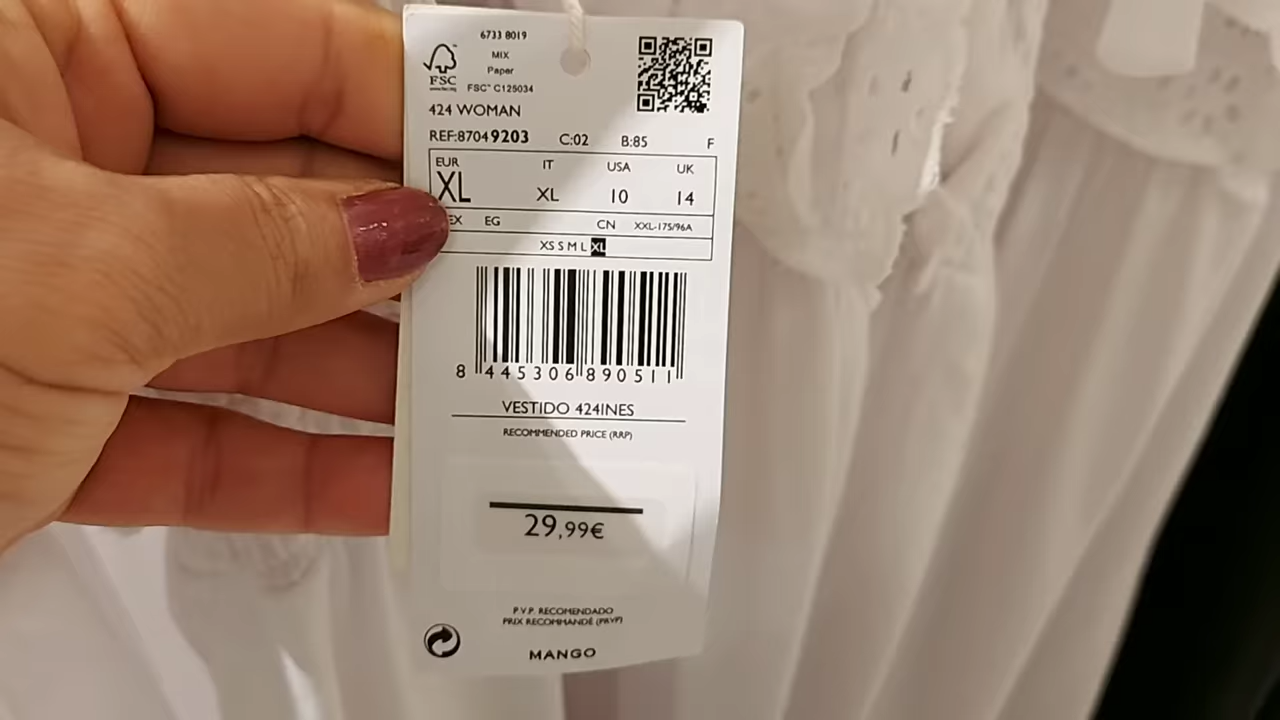 6733 8019
MIX
Paper
FSC
FSC™ C125034
424 WOMAN
REF:87049203 C:02 B:85 F
EUR IT USA UK
XL XL 10 14
EX EG CN XXL-175/96A
XS S M L XL
8 445306 890511
VESTIDO 424INES
RECOMMENDED PRICE (RRP)
29,99€
P.V.P. RECOMENDADO
PRIX RECOMMANDÉ (PRVP)
MANGO